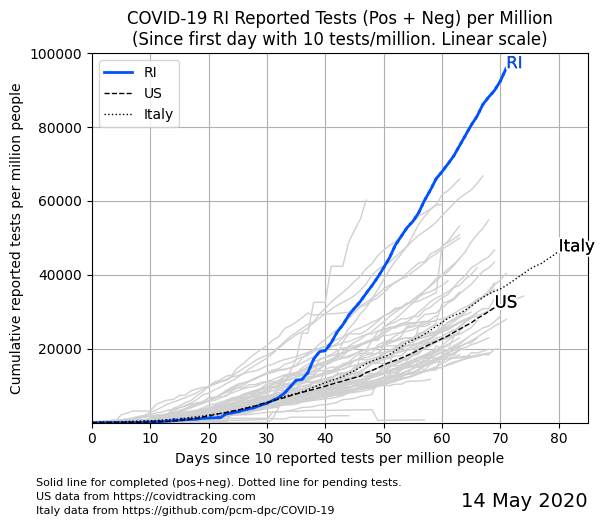 COVID-19 RI Reported Tests (Pos + Neg) per Million
(Since first day with 10 tests/million. Linear scale)
Cumulative reported tests per million people
100000
80000
60000
40000
20000
RI
US
Italy
RI
Italy
US
0 10 20 30 40 50 60 70 80
Days since 10 reported tests per million people
Solid line for completed (pos+neg). Dotted line for pending tests.
US data from https://covidtracking.com
Italy data from https://github.com/pcm-dpc/COVID-19
14 May 2020